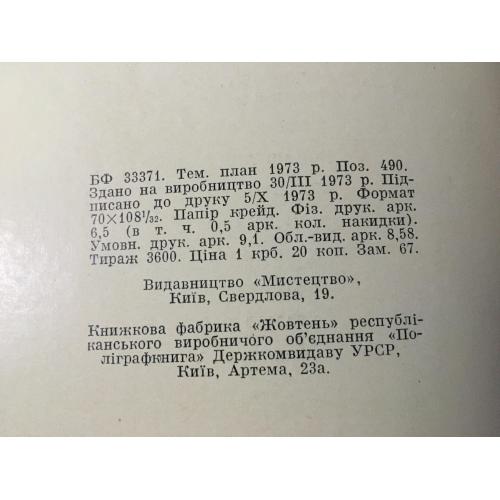 БФ 33371. Тем. план 1973 р. Поз. 490.
Здано на виробництво 30/III 1973 р. Під-
писано до друку 5/X 1973 р. Формат
70×108¹/₃₂. Папір крейд. Фіз. друк. арк.
6,5 (в т. ч. 0,5 арк. кол. накидки).
Умовн. друк. арк. 9,1. Обл.-вид. арк. 8,58.
Тираж 3600. Ціна 1 крб. 20 коп. Зам. 67.
Видавництво «Мистецтво»,
Київ, Свердлова, 19.
Книжкова фабрика «Жовтень» республі-
канського виробничого об'єднання «По-
ліграфкнига» Держкомвидаву УРСР,
Київ, Артема, 23а.